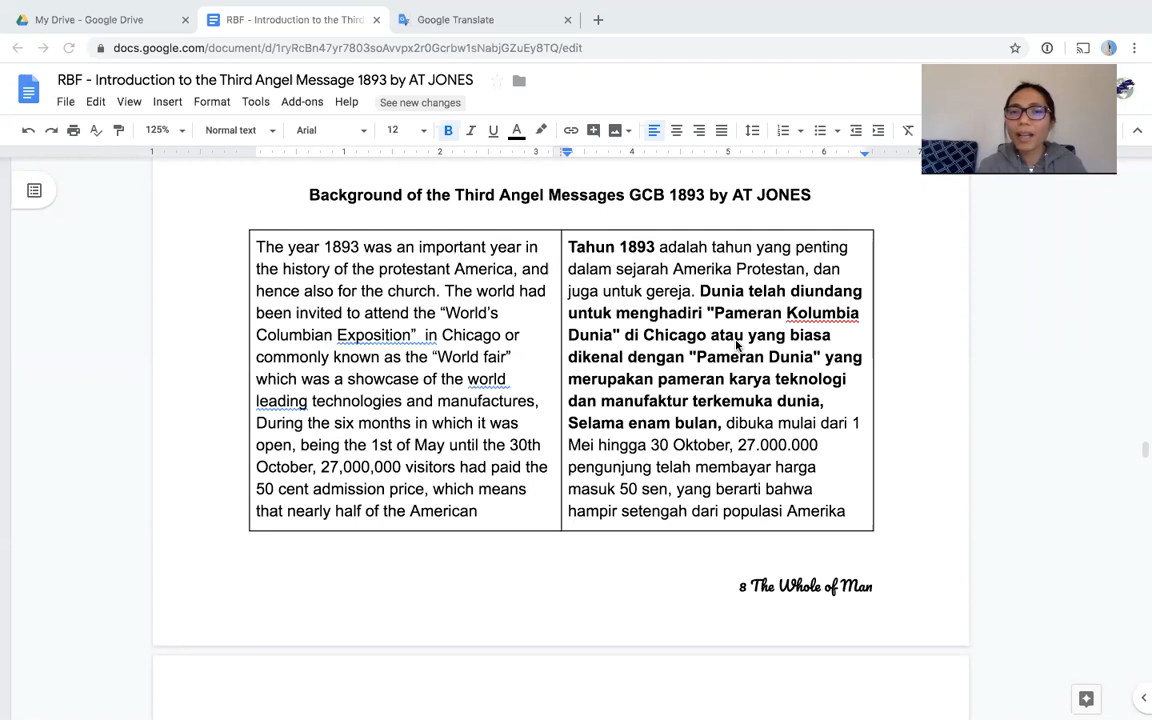 My Drive - Google Drive
RBF - Introduction to the Third
Google Translate
docs.google.com/document/d/1ryRcBn47yr7803soAvvpx2r0Gcrbw1sNabjGZuEy8TQ/edit
RBF - Introduction to the Third Angel Message 1893 by AT JONES
File Edit View Insert Format Tools Add-ons Help See new changes
125% Normal text Arial 12 B I U A
1 1 2 3 4 5 6 7
Background of the Third Angel Messages GCB 1893 by AT JONES
The year 1893 was an important year in
the history of the protestant America, and
hence also for the church. The world had
been invited to attend the “World’s
Columbian Exposition” in Chicago or
commonly known as the “World fair”
which was a showcase of the world
leading technologies and manufactures,
During the six months in which it was
open, being the 1st of May until the 30th
October, 27,000,000 visitors had paid the
50 cent admission price, which means
that nearly half of the American
Tahun 1893 adalah tahun yang penting
dalam sejarah Amerika Protestan, dan
juga untuk gereja. Dunia telah diundang
untuk menghadiri "Pameran Kolumbia
Dunia" di Chicago atau yang biasa
dikenal dengan "Pameran Dunia" yang
merupakan pameran karya teknologi
dan manufaktur terkemuka dunia,
Selama enam bulan, dibuka mulai dari 1
Mei hingga 30 Oktober, 27.000.000
pengunjung telah membayar harga
masuk 50 sen, yang berarti bahwa
hampir setengah dari populasi Amerika
8 The Whole of Man